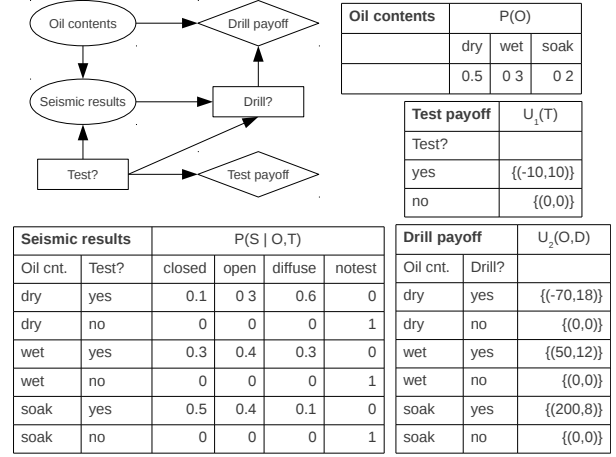 Oil contents
Drill payoff
Seismic results
Drill?
Test?
Test payoff
Oil contents P(O)
dry wet soak
0.5 0 3 0 2
Test payoff U1(T)
Test?
yes {(-10,10)}
no {(0,0)}
Seismic results P(S | O,T)
Oil cnt. Test? closed open diffuse notest
dry yes 0.1 0 3 0.6 0
dry no 0 0 0 1
wet yes 0.3 0.4 0.3 0
wet no 0 0 0 1
soak yes 0.5 0.4 0.1 0
soak no 0 0 0 1
Drill payoff U2(O,D)
Oil cnt. Drill?
dry yes {(-70,18)}
dry no {(0,0)}
wet yes {(50,12)}
wet no {(0,0)}
soak yes {(200,8)}
soak no {(0,0)}